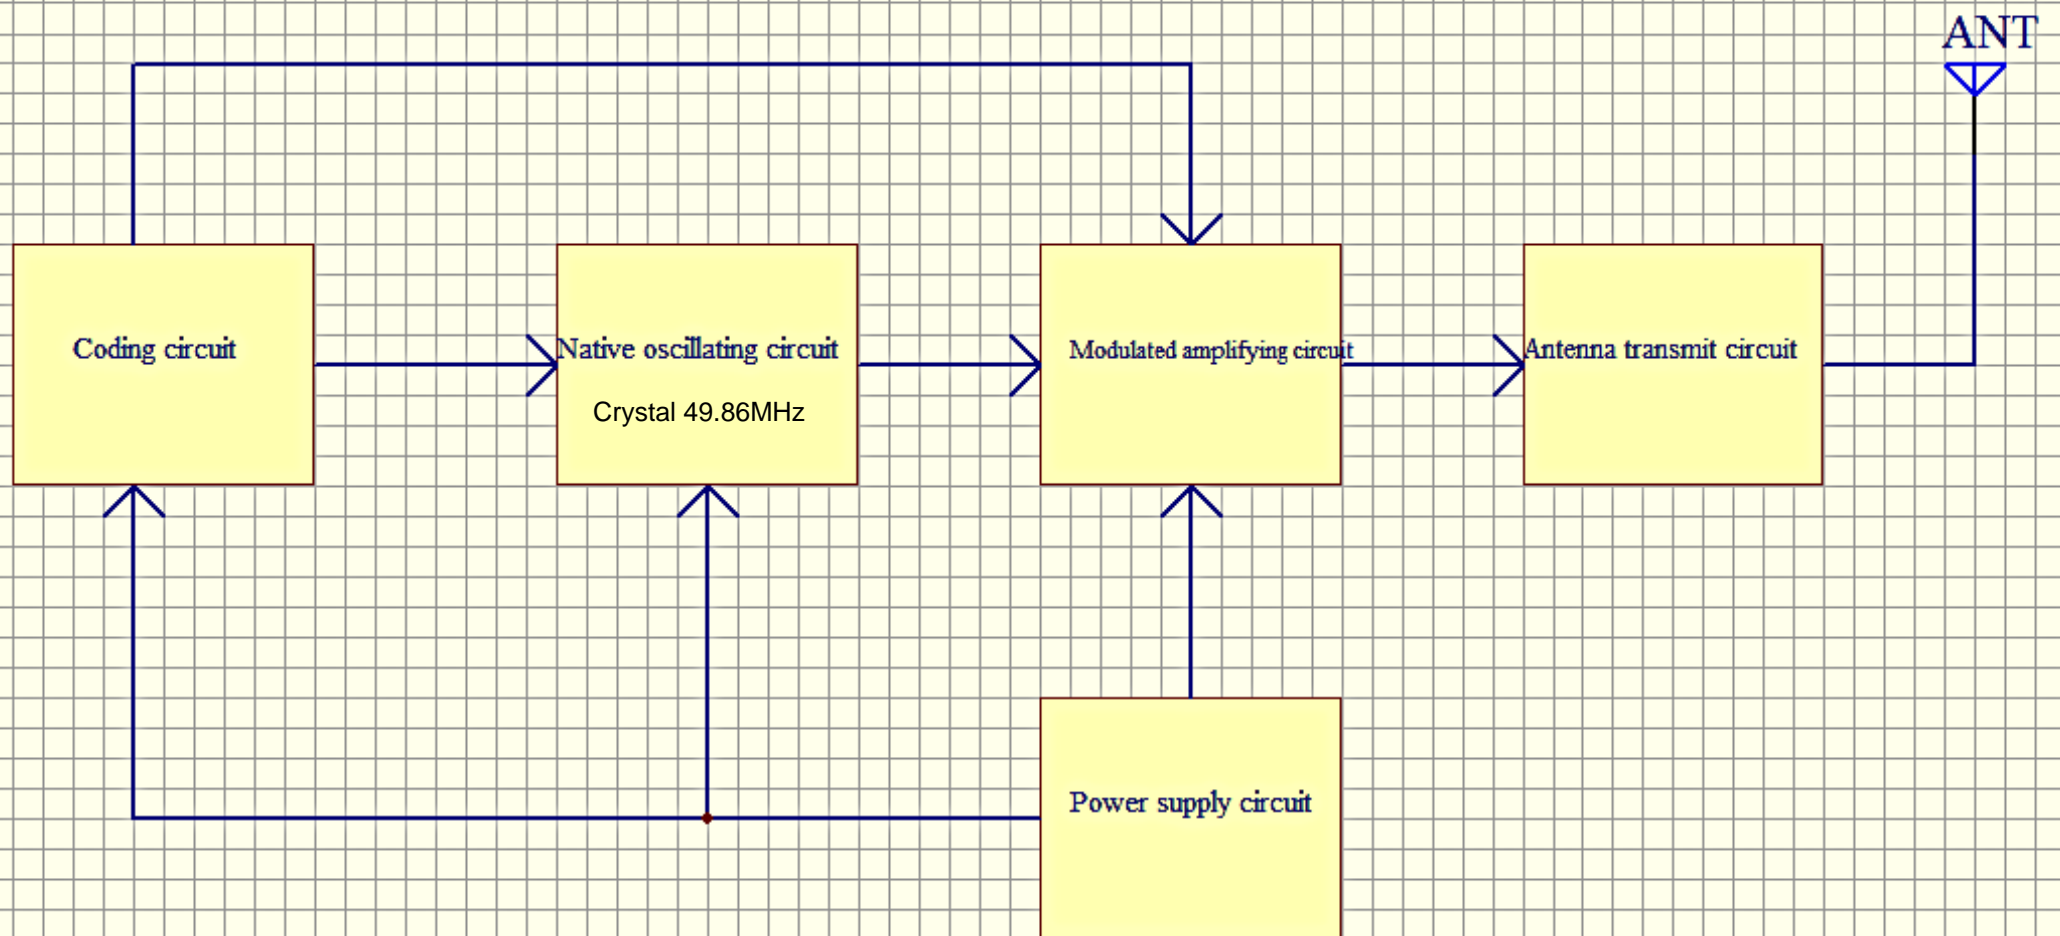 ANT
Coding circuit
Native oscillating circuit
Crystal 49.86MHz
Modulated amplifying circuit
Antenna transmit circuit
Power supply circuit